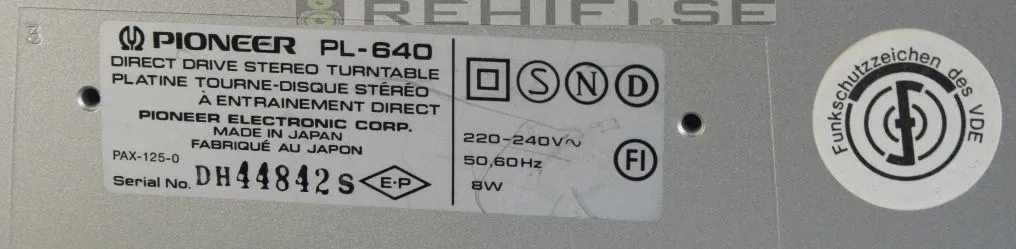 REHIFI.SE
3
PIONEER PL-640
DIRECT DRIVE STEREO TURNTABLE
PLATINE TOURNE-DISQUE STÉRÉO
À ENTRAINEMENT DIRECT
PIONEER ELECTRONIC CORP.
MADE IN JAPAN
FABRIQUÉ AU JAPON
PAX-125-0
Serial No. DH44842S E-P
S N D
220-240V~
50,60Hz
8W
FI
Funkschutzzeichen des VDE